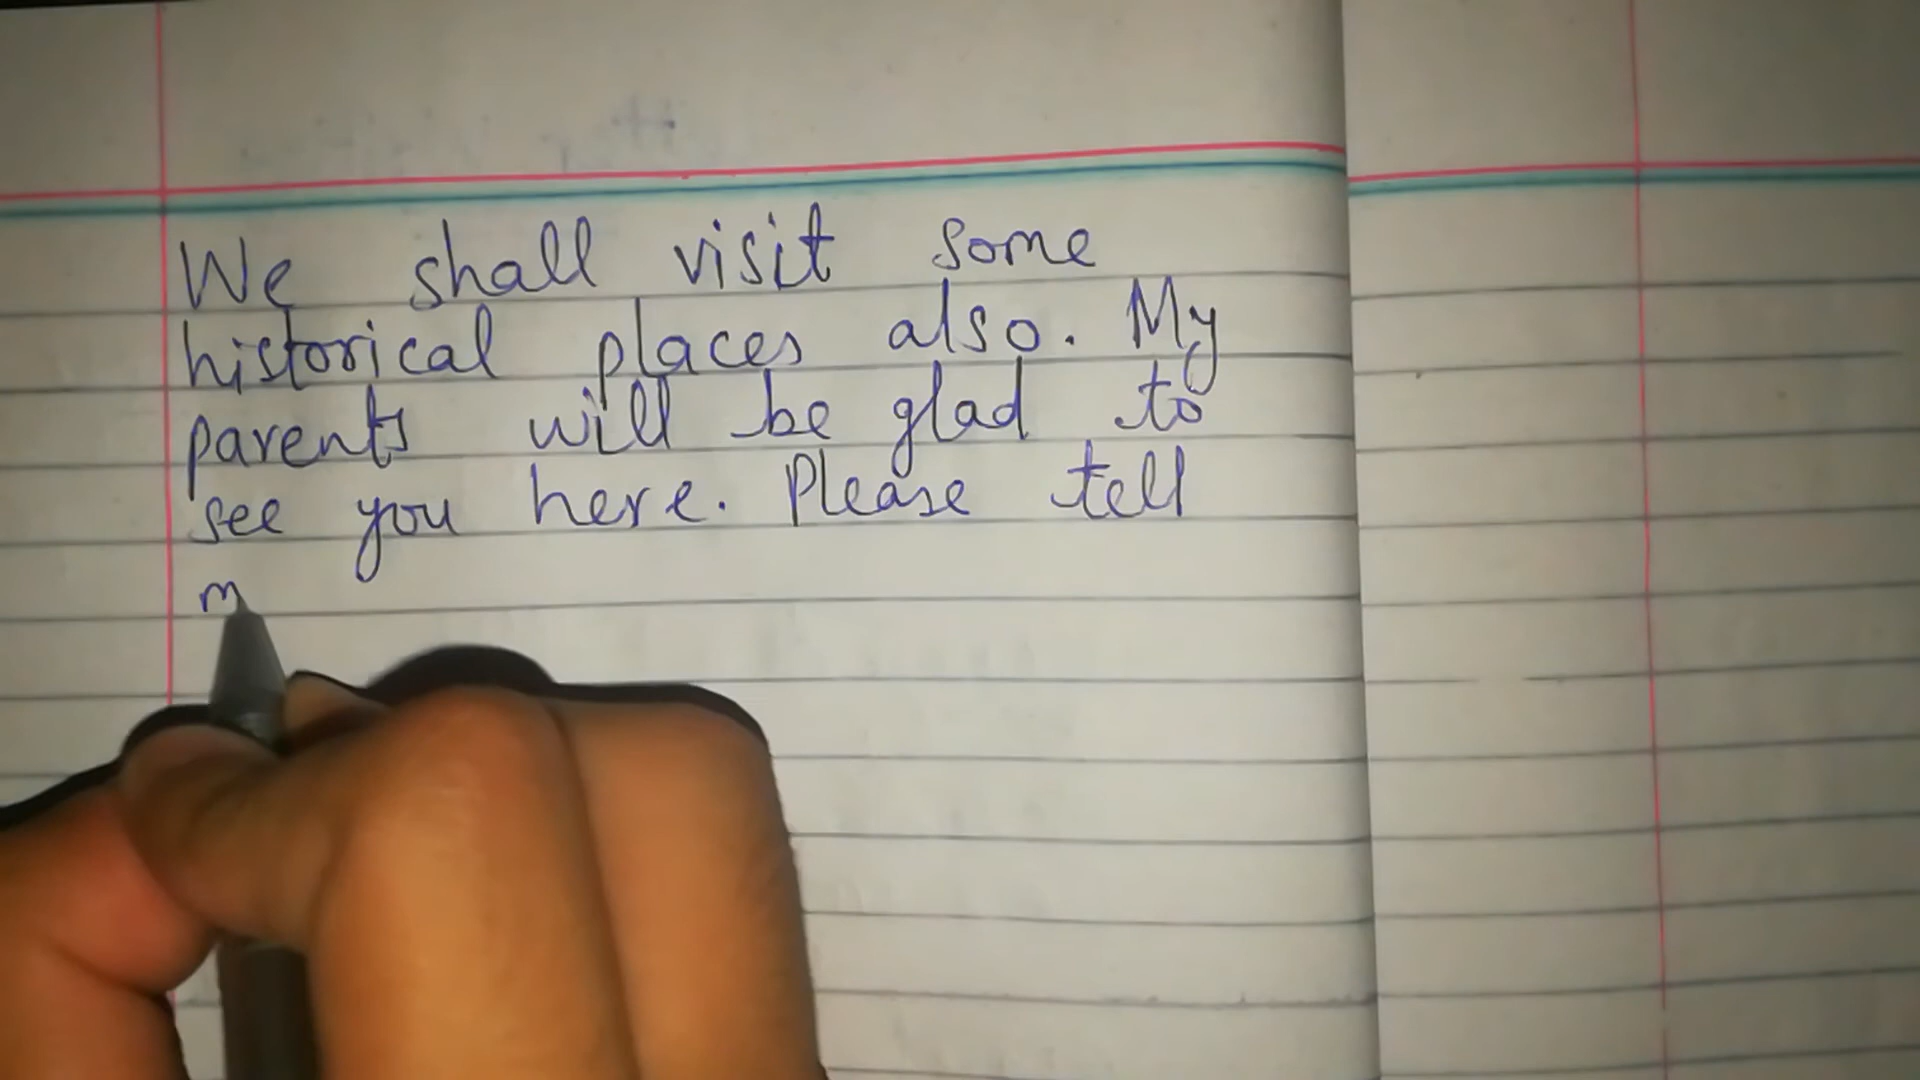 We shall visit some
historical places also. My
parents will be glad to
see you here. Please tell
m